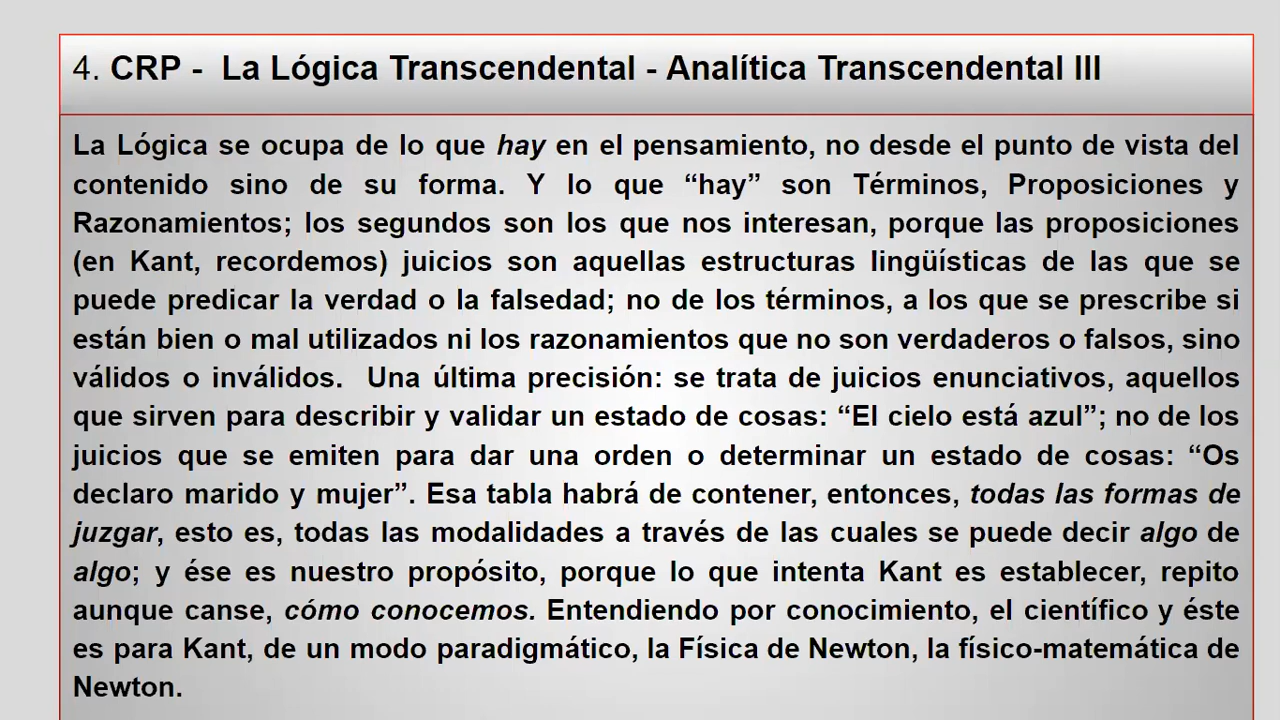 4. CRP - La Lógica Transcendental - Analítica Transcendental III
La Lógica se ocupa de lo que hay en el pensamiento, no desde el punto de vista del
contenido sino de su forma. Y lo que “hay” son Términos, Proposiciones y
Razonamientos; los segundos son los que nos interesan, porque las proposiciones
(en Kant, recordemos) juicios son aquellas estructuras lingüísticas de las que se
puede predicar la verdad o la falsedad; no de los términos, a los que se prescribe si
están bien o mal utilizados ni los razonamientos que no son verdaderos o falsos, sino
válidos o inválidos. Una última precisión: se trata de juicios enunciativos, aquellos
que sirven para describir y validar un estado de cosas: “El cielo está azul”; no de los
juicios que se emiten para dar una orden o determinar un estado de cosas: “Os
declaro marido y mujer”. Esa tabla habrá de contener, entonces, todas las formas de
juzgar, esto es, todas las modalidades a través de las cuales se puede decir algo de
algo; y ése es nuestro propósito, porque lo que intenta Kant es establecer, repito
aunque canse, cómo conocemos. Entendiendo por conocimiento, el científico y éste
es para Kant, de un modo paradigmático, la Física de Newton, la físico-matemática de
Newton.